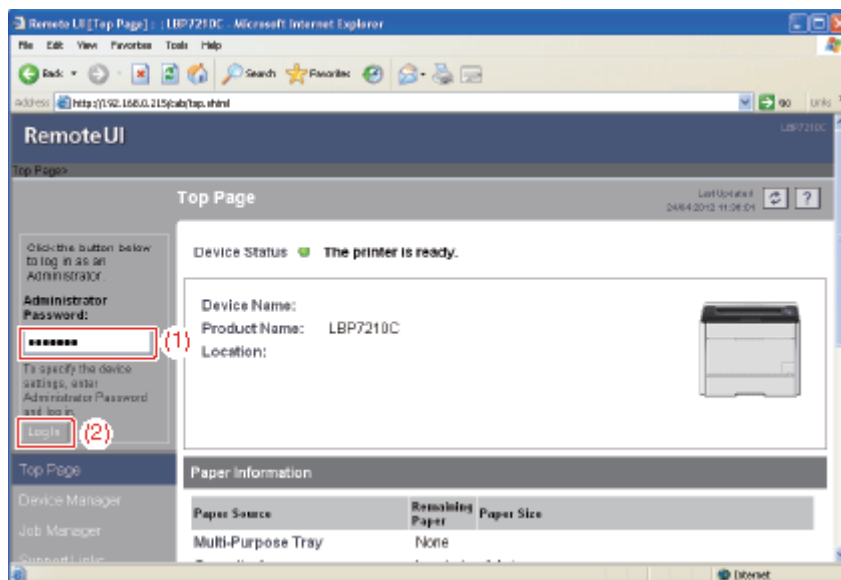 Remote UI [Top Page] : : LBP7210C - Microsoft Internet Explorer
File Edit View Favorites Tools Help
Back Search Favorites
Address http://192.168.0.215/cab/top.shtml Go Links
Remote UI
LBP7210C
Top Page>
Top Page
Last Updated
?
Click the button below
to log in as an
Administrator.
Device Status The printer is ready.
Administrator
Password:
•••••••
(1)
To specify the device
settings, enter
Administrator Password
and log in.
Log In
(2)
Device Name:
Product Name: LBP7210C
Location:
Top Page
Device Manager
Job Manager
Support Links
Paper Information
Paper Source Remaining Paper Size
Paper
Multi-Purpose Tray None
Internet